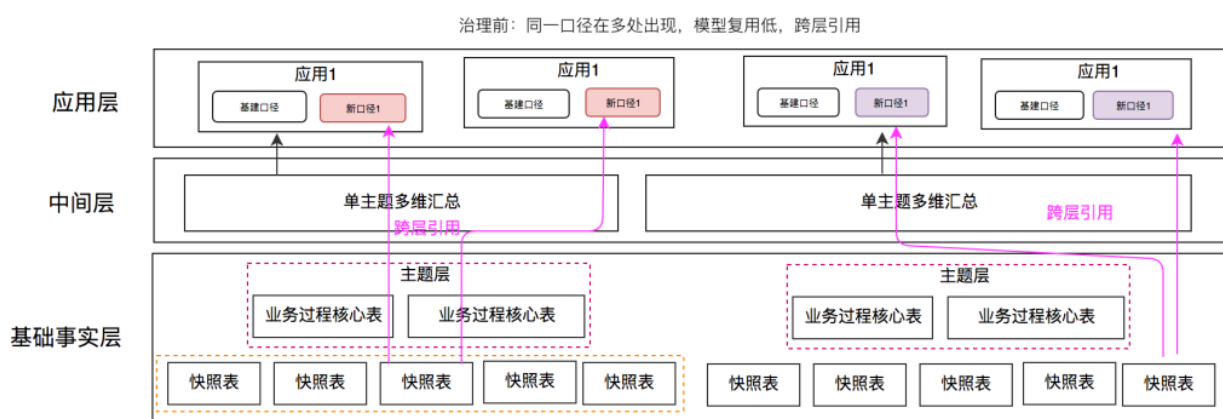 治理前：同一口径在多处出现，模型复用低，跨层引用
应用层
应用1
基建口径
新口径1
应用1
基建口径
新口径1
应用1
基建口径
新口径1
应用1
基建口径
新口径1
中间层
单主题多维汇总
跨层引用
单主题多维汇总
跨层引用
基础事实层
主题层
业务过程核心表
业务过程核心表
主题层
业务过程核心表
业务过程核心表
快照表
快照表
快照表
快照表
快照表
快照表
快照表
快照表
快照表
快照表